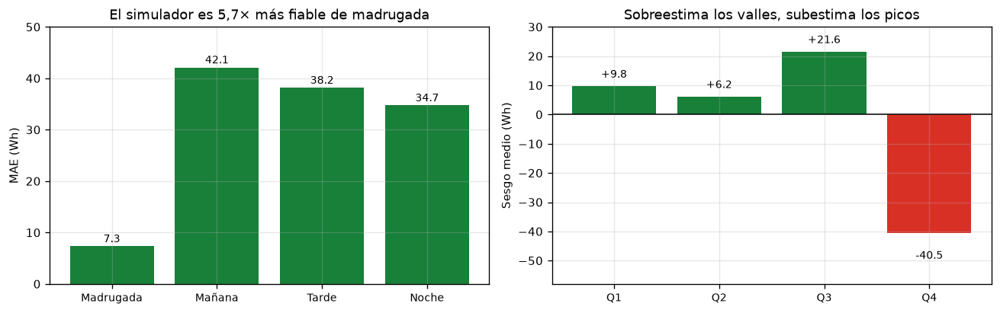 El simulador es 5,7× más fiable de madrugada
MAE (Wh)
50
40
30
20
10
0
7.3
42.1
38.2
34.7
Madrugada
Mañana
Tarde
Noche
Sobreestima los valles, subestima los picos
Sesgo medio (Wh)
30
20
10
0
−10
−20
−30
−40
−50
+9.8
+6.2
+21.6
-40.5
Q1
Q2
Q3
Q4